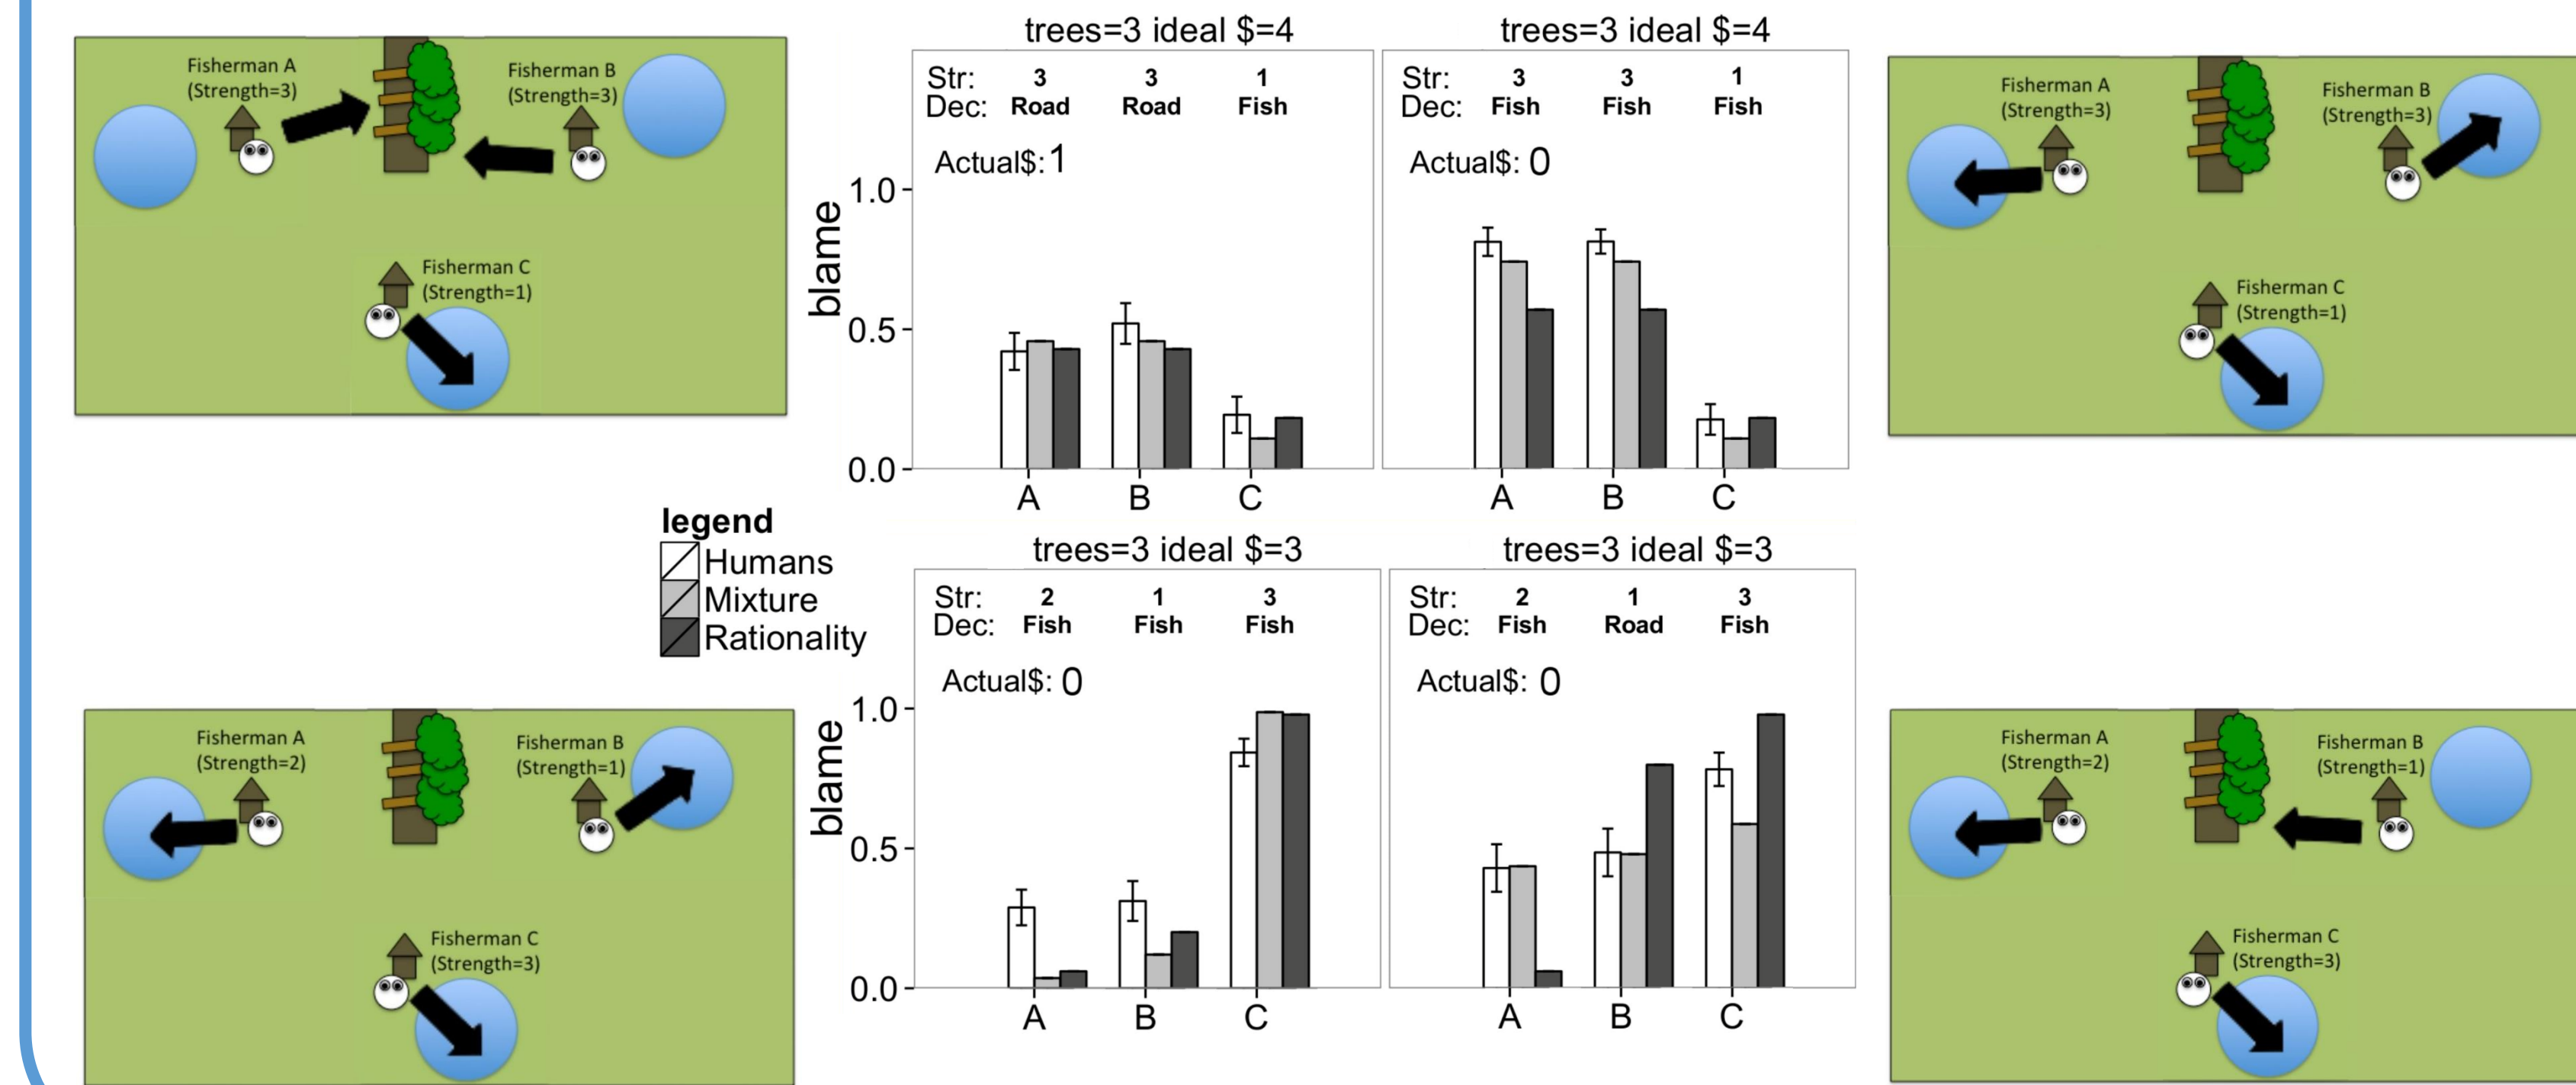 trees=3 ideal $=4
trees=3 ideal $=4
Fisherman A
(Strength=3)
Fisherman B
(Strength=3)
Fisherman C
(Strength=1)
Str: 3 3 1
Dec: Road Road Fish
Actual$: 1
Str: 3 3 1
Dec: Fish Fish Fish
Actual$: 0
Fisherman A
(Strength=3)
Fisherman B
(Strength=3)
Fisherman C
(Strength=1)
blame
1.0
0.5
0.0
A B C
A B C
legend
Humans
Mixture
Rationality
trees=3 ideal $=3
trees=3 ideal $=3
Fisherman A
(Strength=2)
Fisherman B
(Strength=1)
Fisherman C
(Strength=3)
Str: 2 1 3
Dec: Fish Fish Fish
Actual$: 0
Str: 2 1 3
Dec: Fish Road Fish
Actual$: 0
Fisherman A
(Strength=2)
Fisherman B
(Strength=1)
Fisherman C
(Strength=3)
blame
1.0
0.5
0.0
A B C
A B C